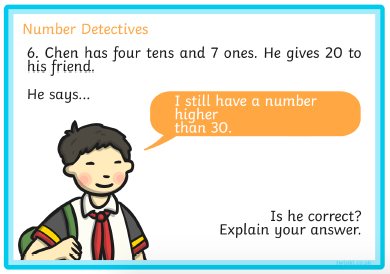 Number Detectives
6. Chen has four tens and 7 ones. He gives 20 to
his friend.
He says...
I still have a number
higher
than 30.
Is he correct?
Explain your answer.